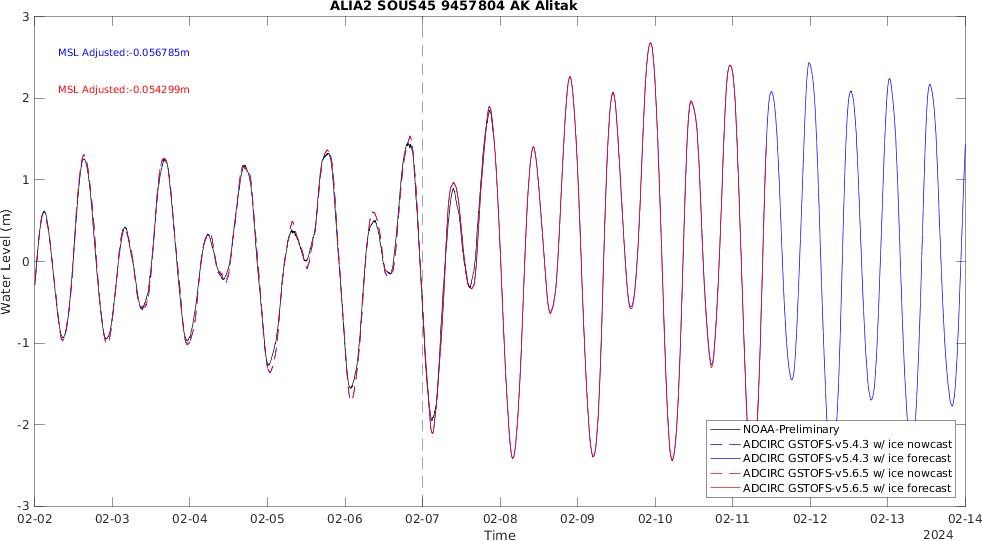 ALIA2 SOUS45 9457804 AK Alitak
MSL Adjusted:-0.056785m
MSL Adjusted:-0.054299m
3
2
1
0
-1
-2
-3
Water Level (m)
NOAA-Preliminary
ADCIRC GSTOFS-v5.4.3 w/ ice nowcast
ADCIRC GSTOFS-v5.4.3 w/ ice forecast
ADCIRC GSTOFS-v5.6.5 w/ ice nowcast
ADCIRC GSTOFS-v5.6.5 w/ ice forecast
02-02 02-03 02-04 02-05 02-06 02-07 02-08 02-09 02-10 02-11 02-12 02-13 02-14
Time
2024